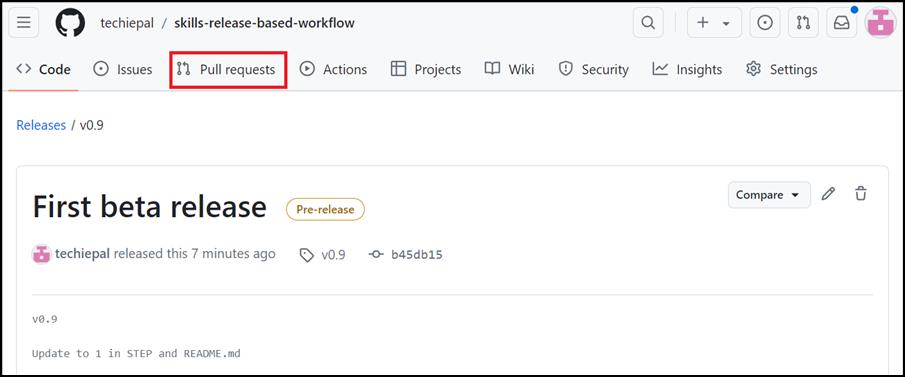 techiepal / skills-release-based-workflow
Code Issues Pull requests Actions Projects Wiki Security Insights Settings
Releases / v0.9
First beta release Pre-release Compare
techiepal released this 7 minutes ago v0.9 b45db15
v0.9
Update to 1 in STEP and README.md